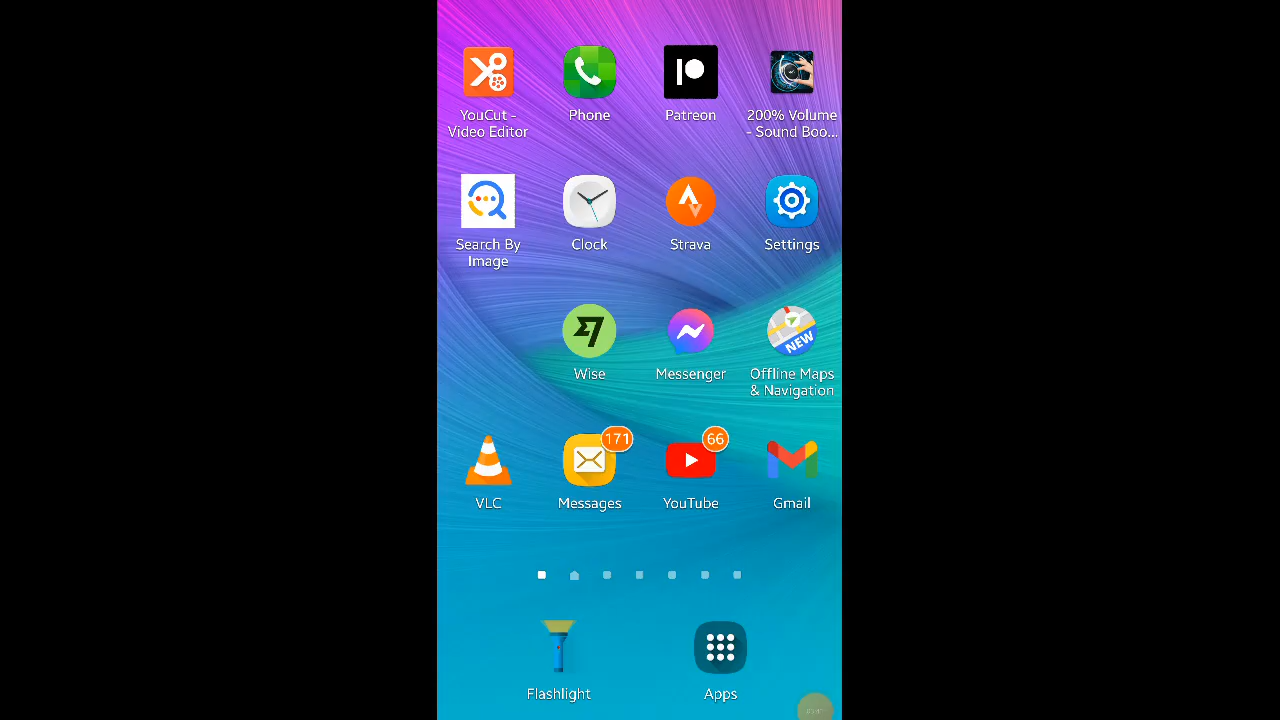 YouCut -
Video Editor
Phone
Patreon
200% Volume
- Sound Boo...
Search By
Image
Clock
Strava
Settings
NEW
Wise
Messenger
Offline Maps
& Navigation
171
66
VLC
Messages
YouTube
Gmail
Flashlight
Apps